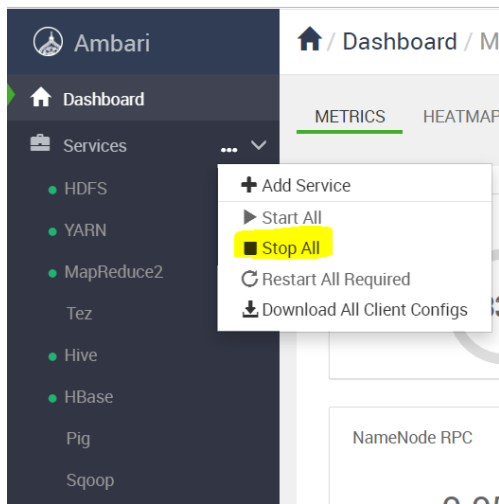 Ambari
/ Dashboard / M
Dashboard
METRICS HEATMAP
Services ...
HDFS
YARN
MapReduce2
Tez
Hive
HBase
Pig
Sqoop
Add Service
Start All
Stop All
Restart All Required
Download All Client Configs
NameNode RPC